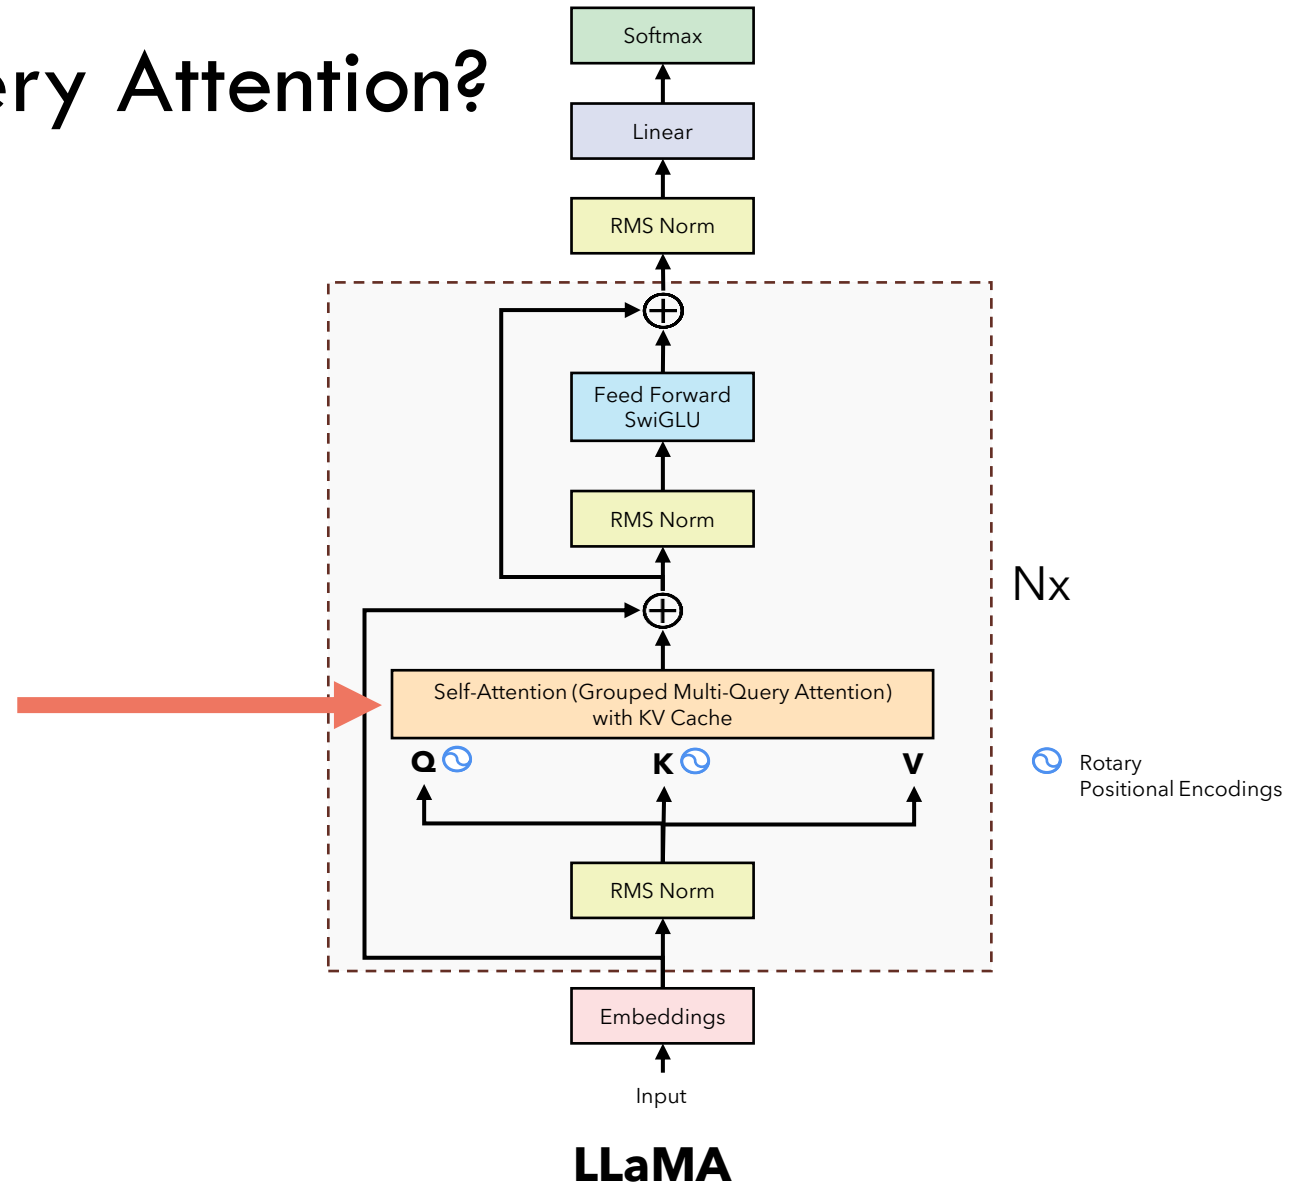 ery Attention?
Softmax
Linear
RMS Norm
Feed Forward
SwiGLU
RMS Norm
Nx
Self-Attention (Grouped Multi-Query Attention)
with KV Cache
Q
K
V
Rotary
Positional Encodings
RMS Norm
Embeddings
Input
LLaMA